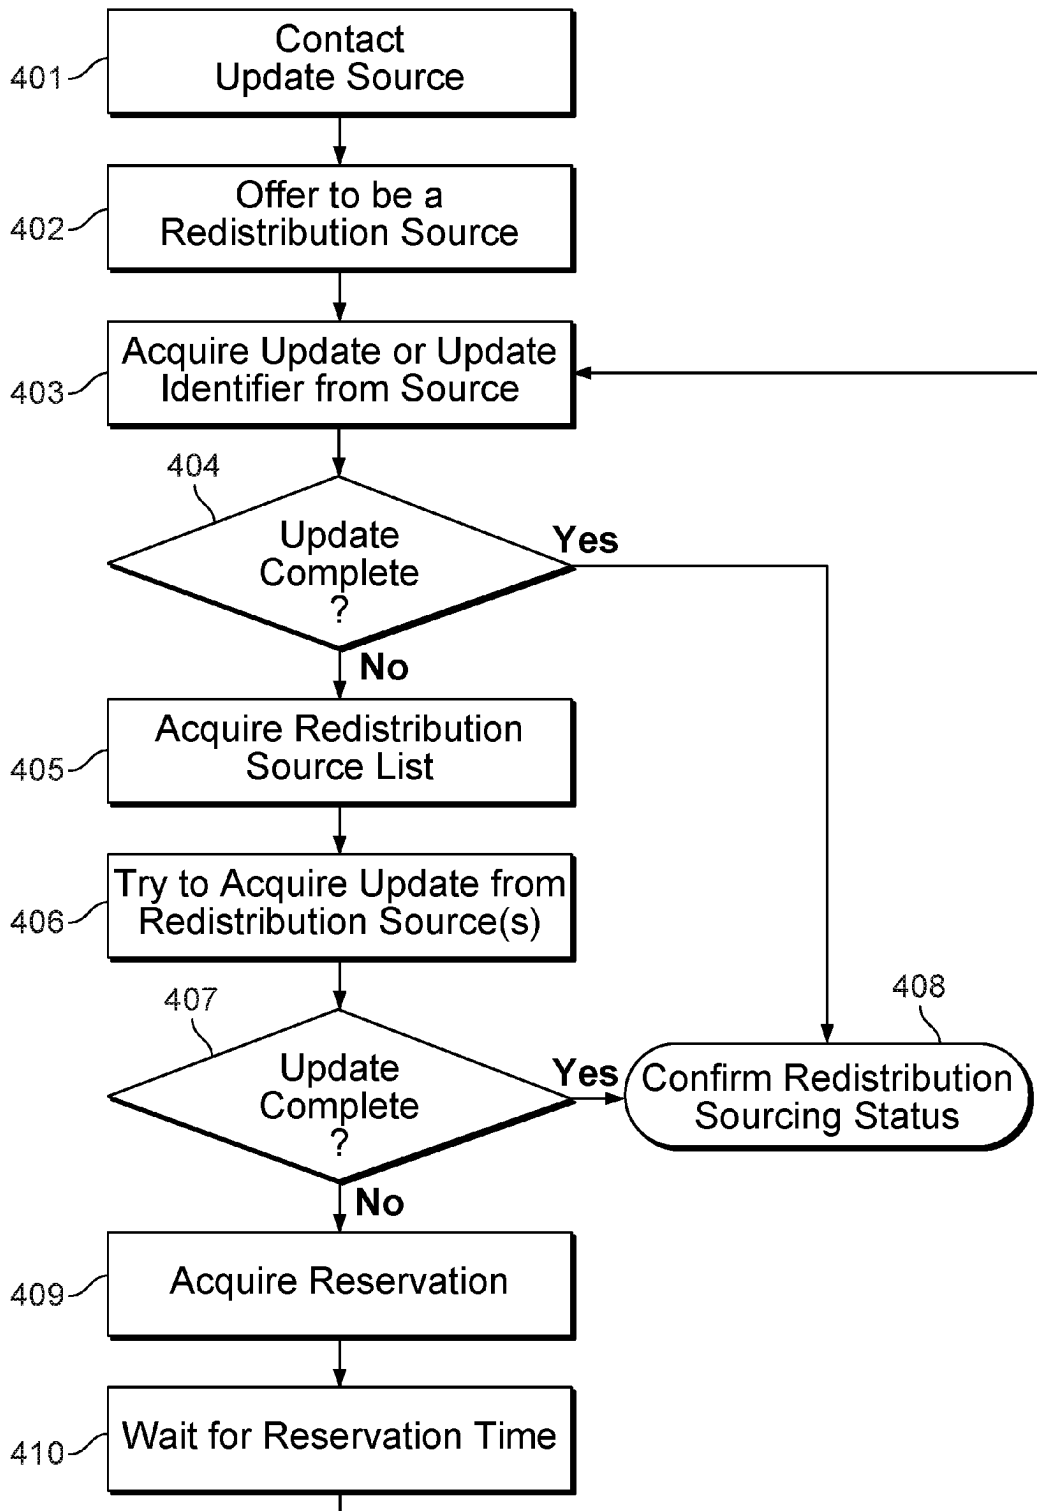 Contact
401
Update Source
Offer to be a
402
Redistribution Source
Acquire Update or Update
403
Identifier from Source
404
Update
Complete
?
Yes
No
Acquire Redistribution
405
Source List
Try to Acquire Update from
406
Redistribution Source(s)
407
Update
Complete
?
Yes
408
Confirm Redistribution
Sourcing Status
No
409
Acquire Reservation
410
Wait for Reservation Time